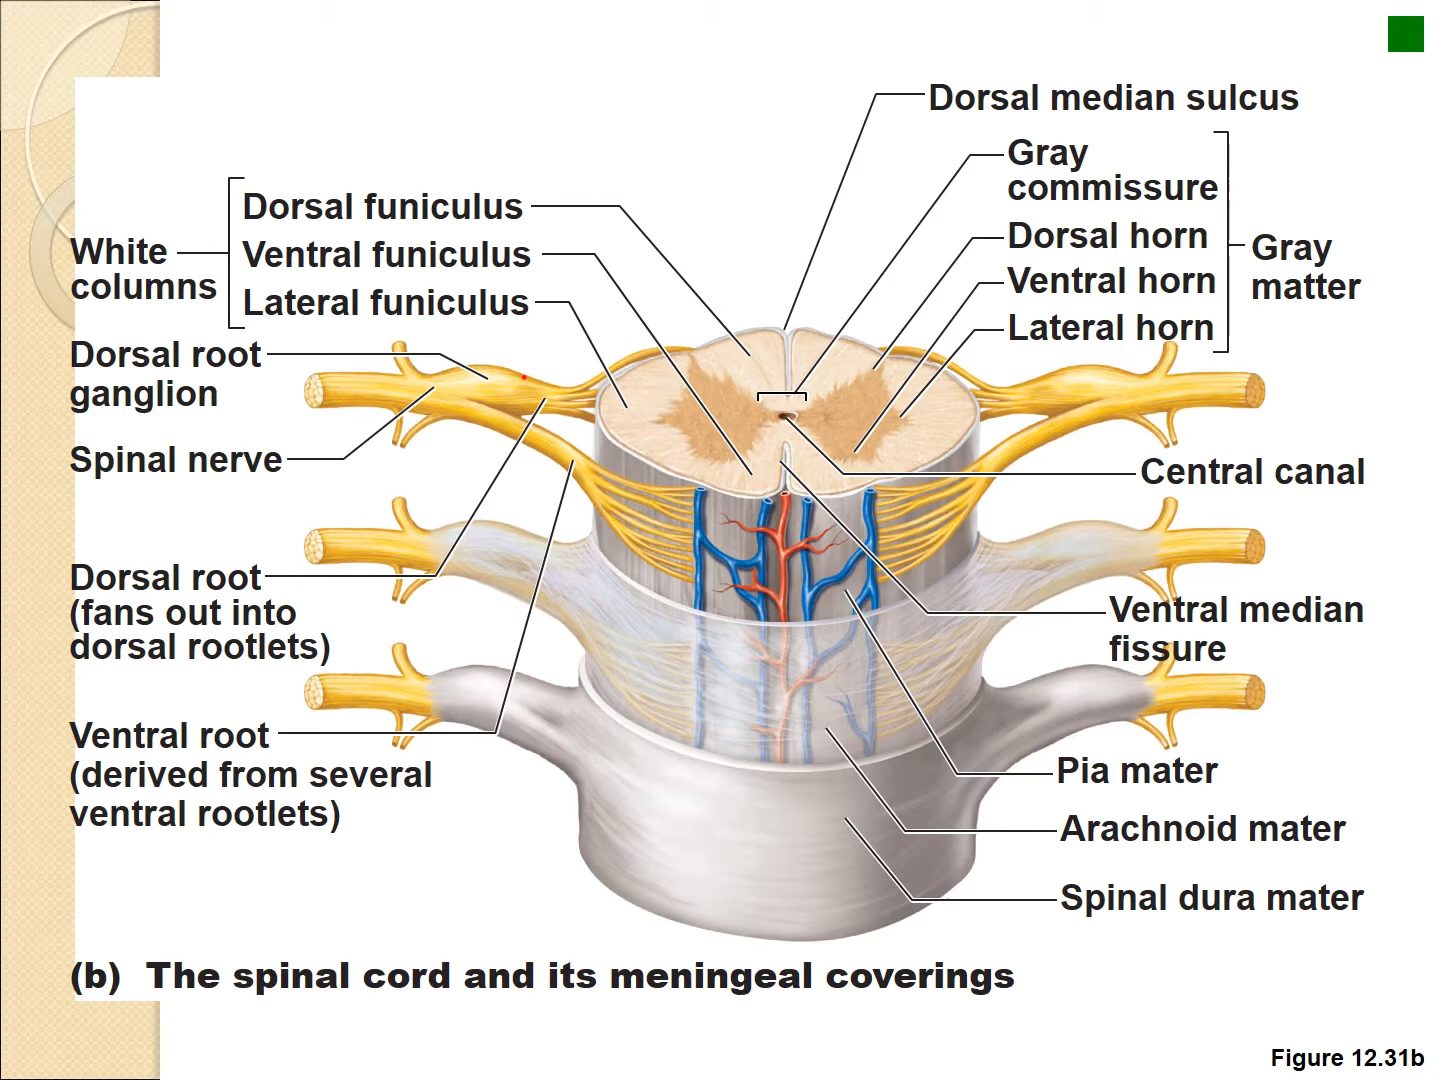 Dorsal median sulcus
Gray
commissure
Dorsal horn
Ventral horn
Lateral horn
Gray
matter
White
columns
Dorsal funiculus
Ventral funiculus
Lateral funiculus
Dorsal root
ganglion
Spinal nerve
Central canal
Dorsal root
(fans out into
dorsal rootlets)
Ventral median
fissure
Ventral root
(derived from several
ventral rootlets)
Pia mater
Arachnoid mater
Spinal dura mater
(b) The spinal cord and its meningeal coverings
Figure 12.31b